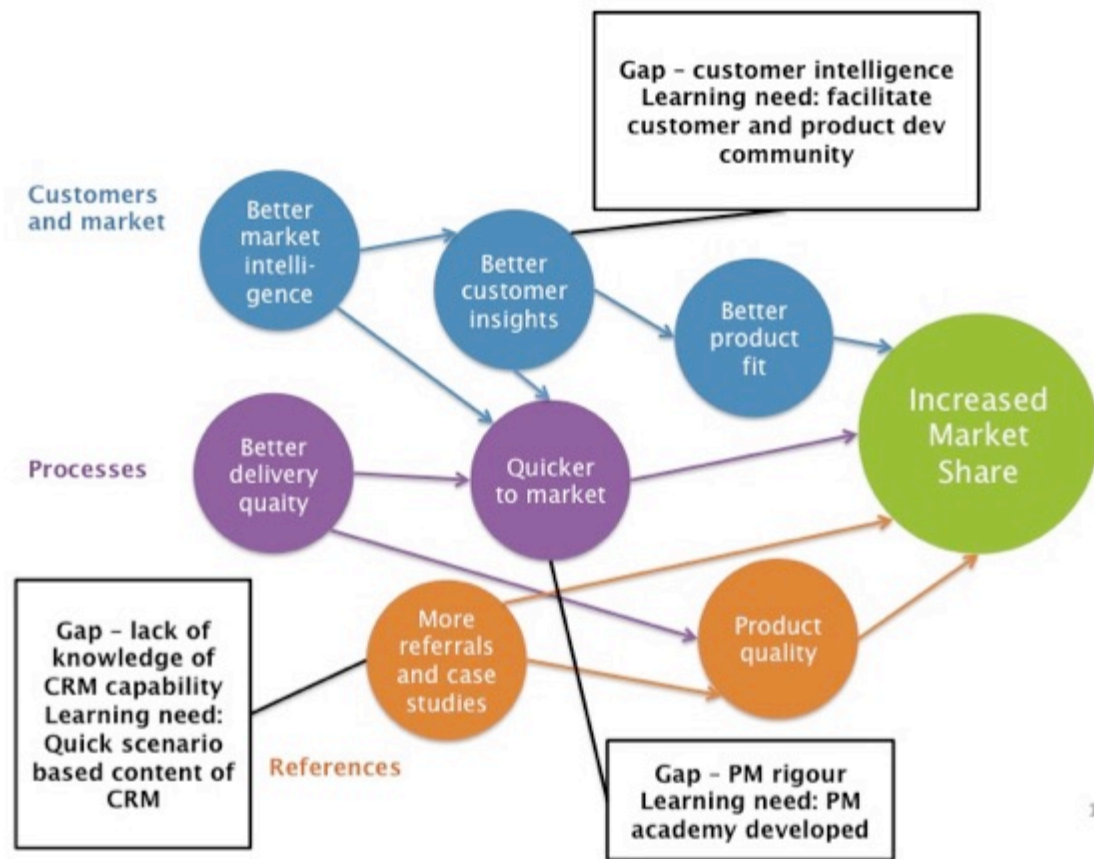 Gap – customer intelligence
Learning need: facilitate
customer and product dev
community
Customers
and market
Better
market
intelli-
gence
Better
customer
insights
Better
product
fit
Increased
Market
Share
Processes
Better
delivery
quaity
Quicker
to market
Gap – lack of
knowledge of
CRM capability
Learning need:
Quick scenario
based content of
CRM
More
referrals
and case
studies
Product
quality
References
Gap – PM rigour
Learning need: PM
academy developed